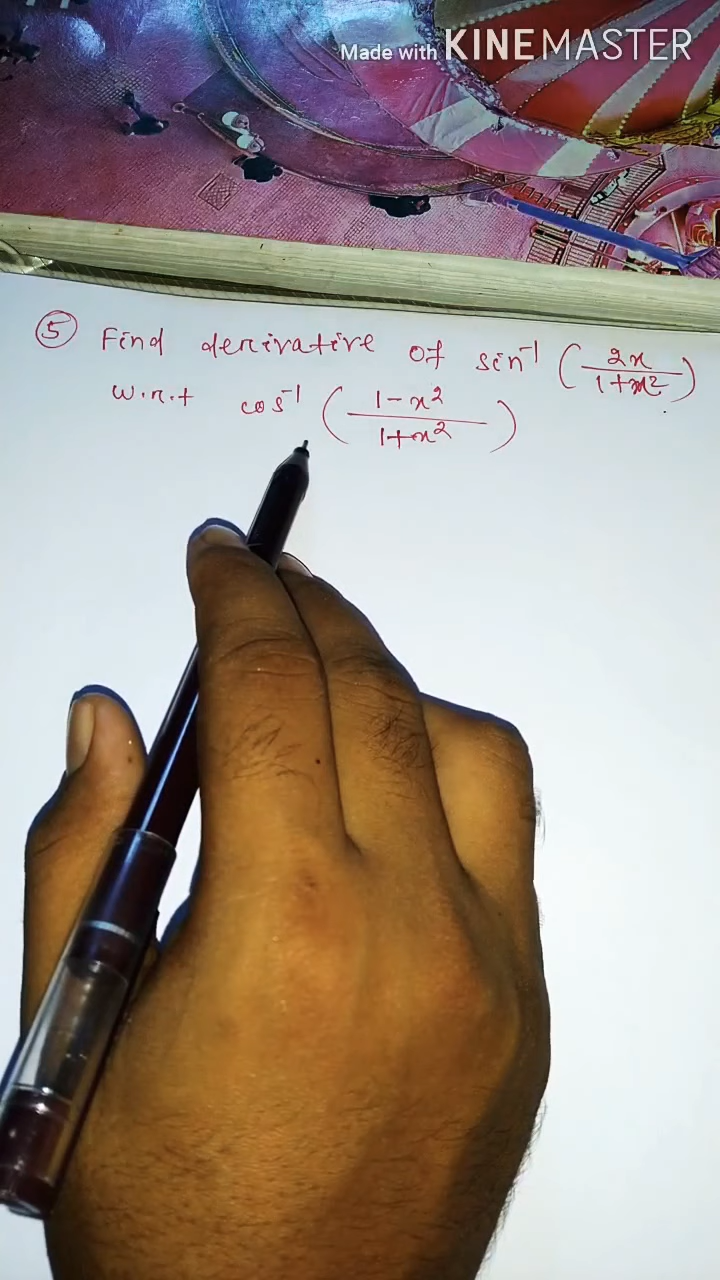 Made with KINEMASTER
⑤ Find derivative of sin⁻¹ (2x/1+x²)
w.r.t cos⁻¹ (1-x²/1+x²)